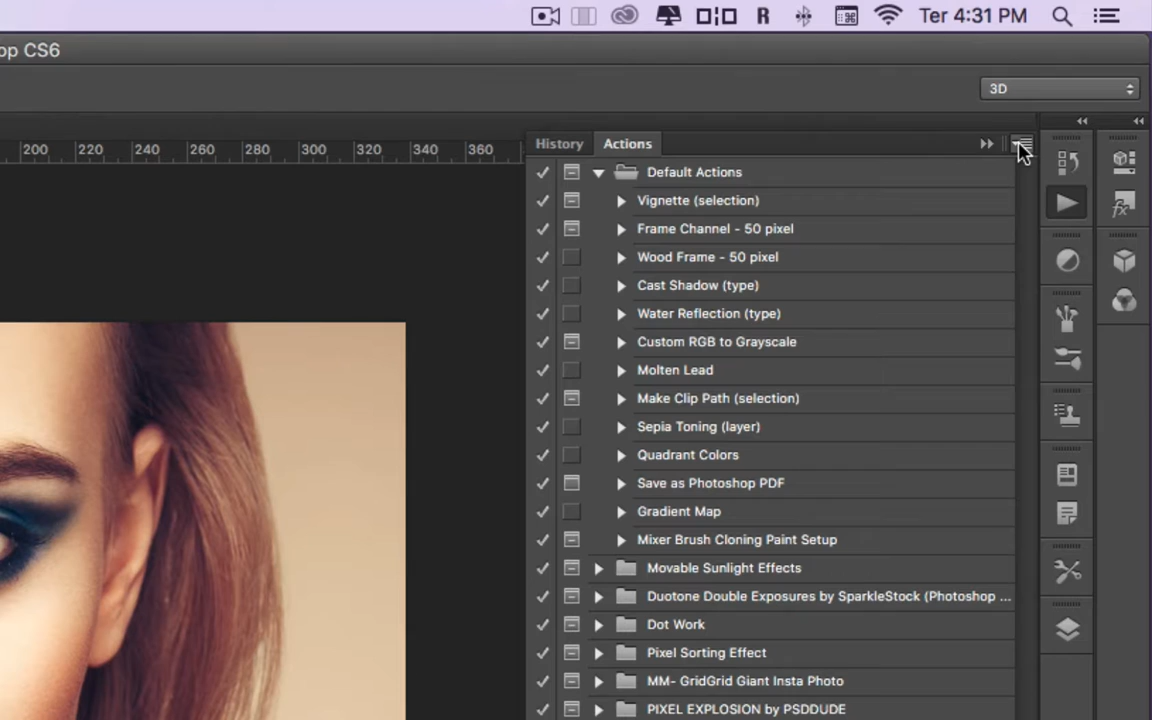 Ter 4:31 PM
op CS6
3D
200 220 240 260 280 300 320 340 360
History Actions
Default Actions
Vignette (selection)
Frame Channel - 50 pixel
Wood Frame - 50 pixel
Cast Shadow (type)
Water Reflection (type)
Custom RGB to Grayscale
Molten Lead
Make Clip Path (selection)
Sepia Toning (layer)
Quadrant Colors
Save as Photoshop PDF
Gradient Map
Mixer Brush Cloning Paint Setup
Movable Sunlight Effects
Duotone Double Exposures by SparkleStock (Photoshop ...
Dot Work
Pixel Sorting Effect
MM- GridGrid Giant Insta Photo
PIXEL EXPLOSION by PSDDUDE